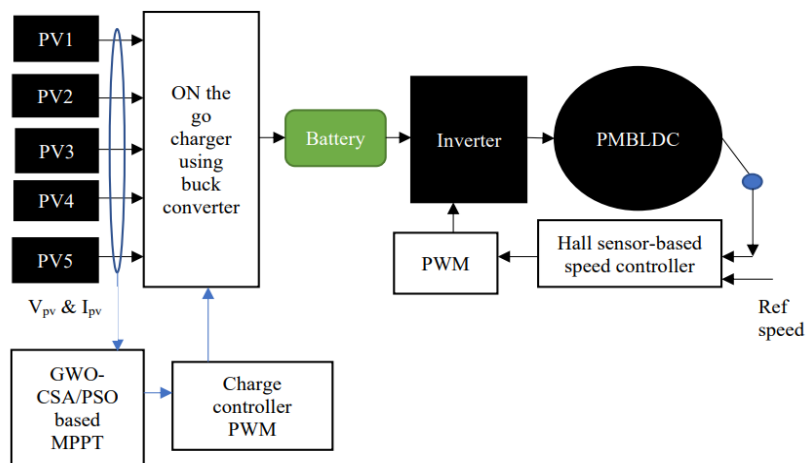 PV1
PV2
PV3
PV4
PV5
ON the
go
charger
using
buck
converter
Battery
Inverter
PMBLDC
PWM
Hall sensor-based
speed controller
Ref
speed
Vpv & Ipv
GWO-
CSA/PSO
based
MPPT
Charge
controller
PWM